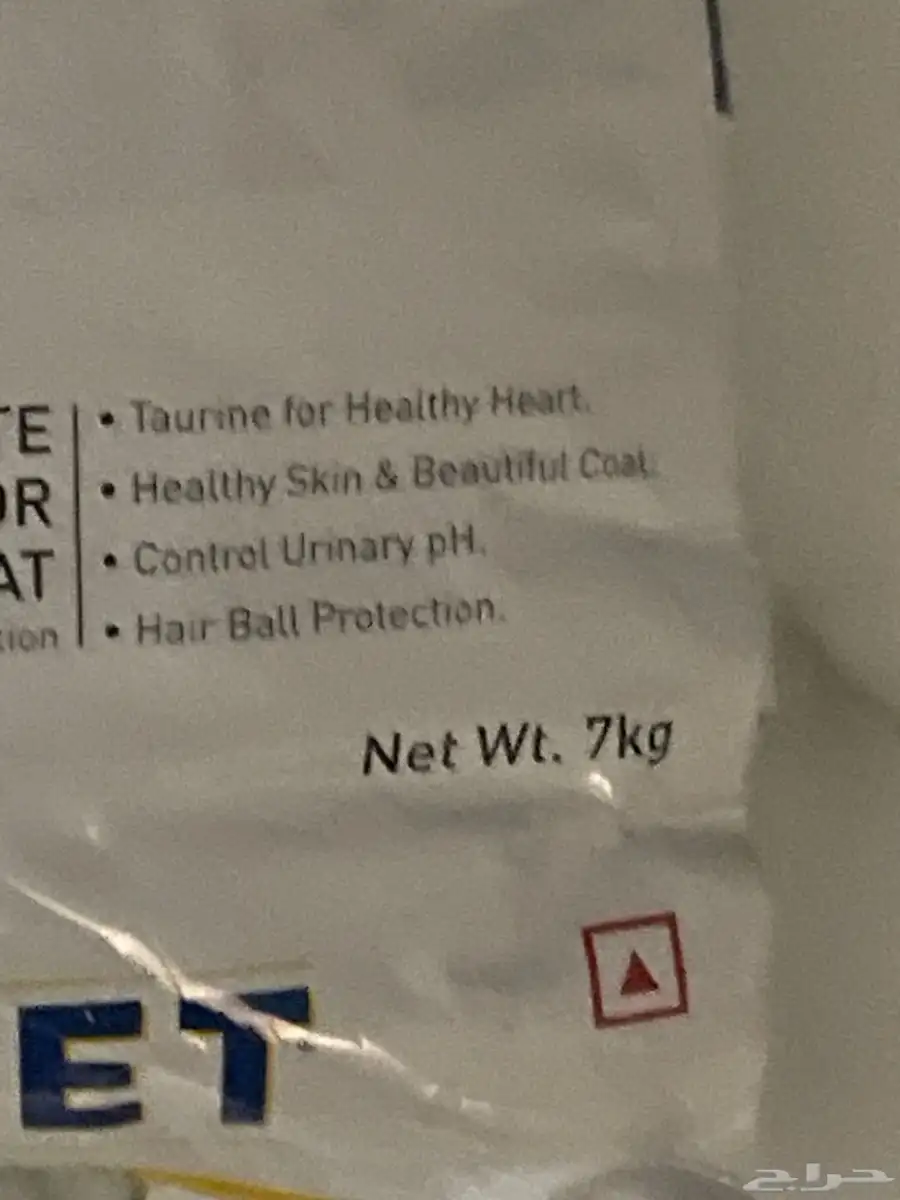 TE
OR
AT
tion
• Taurine for Healthy Heart.
• Healthy Skin & Beautiful Coat.
• Control Urinary pH.
• Hair Ball Protection.
Net Wt. 7kg
ET
حراج